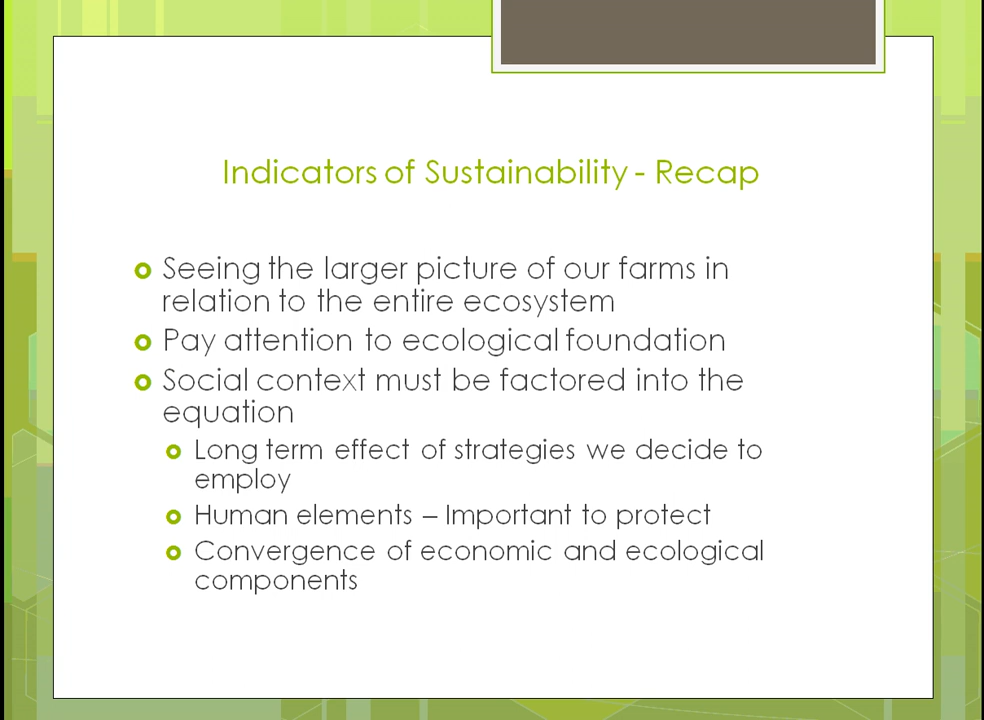 Indicators of Sustainability - Recap
Seeing the larger picture of our farms in
relation to the entire ecosystem
Pay attention to ecological foundation
Social context must be factored into the
equation
Long term effect of strategies we decide to
employ
Human elements – Important to protect
Convergence of economic and ecological
components